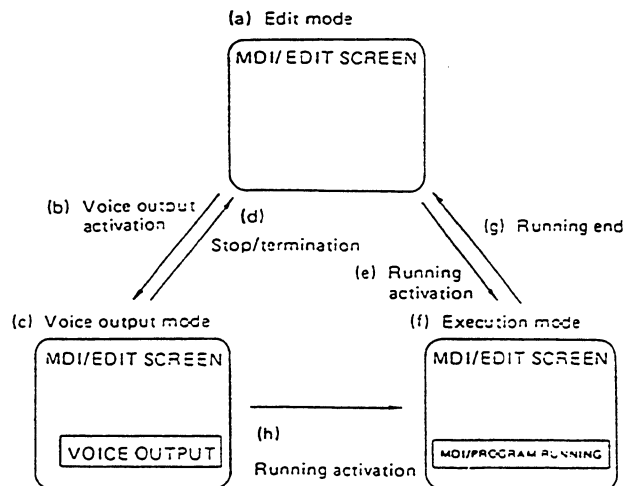 (a) Edit mode
MDI/EDIT SCREEN
(b) Voice output
activation
(d)
Stop/termination
(g) Running end
(e) Running
activation
(c) Voice output mode
(f) Execution mode
MDI/EDIT SCREEN
VOICE OUTPUT
MDI/EDIT SCREEN
MDI/PROGRAM RUNNING
(h)
Running activation